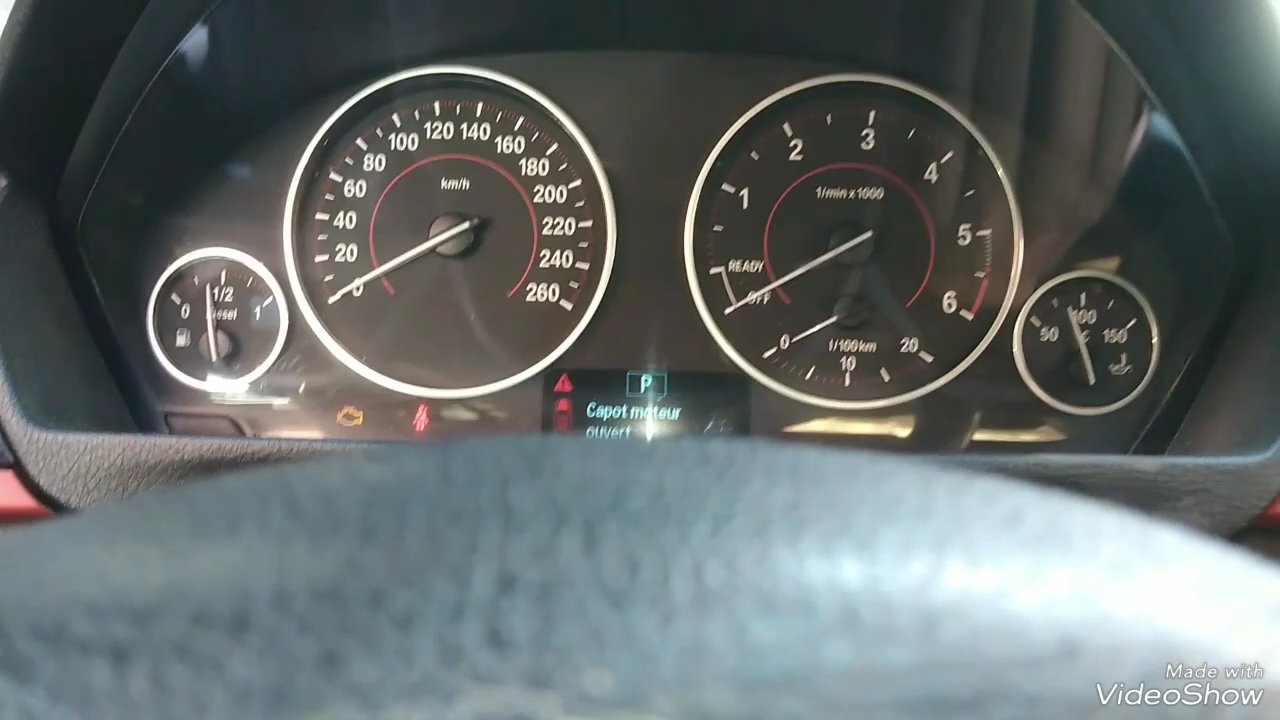 0 20 40 60 80 100 120 140 160 180 200 220 240 260
km/h
0 1/2 1
Diesel
1 2 3 4 5 6
1/min x 1000
READY
OFF
0 10 20
1/100km
50 100 150
°C
P
Capot moteur
ouvert
Made with
VideoShow